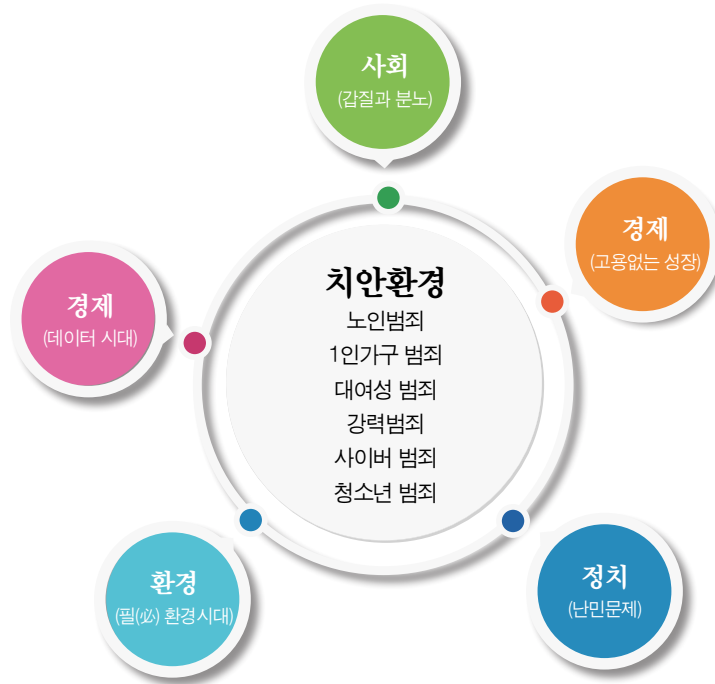 사회
(갑질과 분노)
경제
(고용없는 성장)
경제
(데이터 시대)
치안환경
노인범죄
1인가구 범죄
대여성 범죄
강력범죄
사이버 범죄
청소년 범죄
환경
(필(必) 환경시대)
정치
(난민문제)